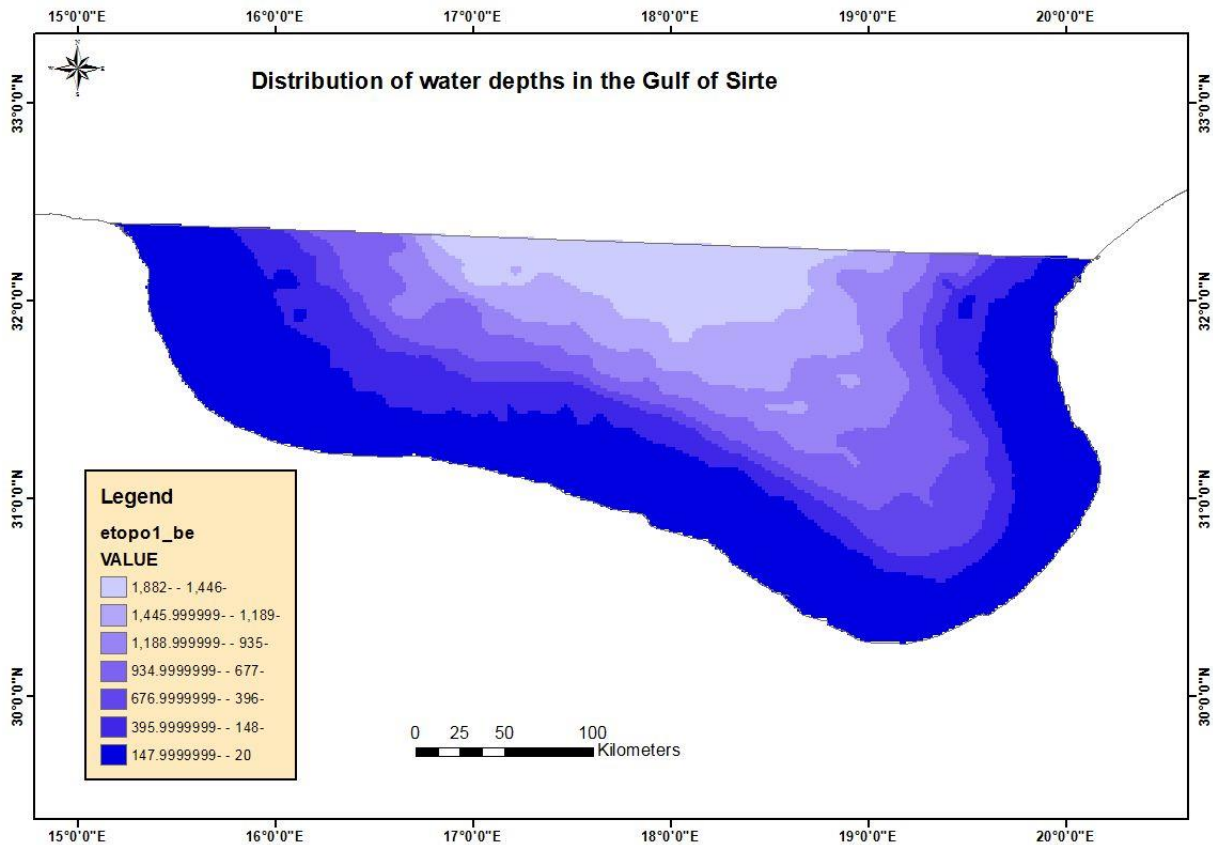 15°0'0"E 16°0'0"E 17°0'0"E 18°0'0"E 19°0'0"E 20°0'0"E
N
W E
S
Distribution of water depths in the Gulf of Sirte
33°0'0"N
33°0'0"N
32°0'0"N
32°0'0"N
31°0'0"N
31°0'0"N
30°0'0"N
30°0'0"N
Legend
etopo1_be
VALUE
1,882- - 1,446-
1,445.999999- - 1,189-
1,188.999999- - 935-
934.9999999- - 677-
676.9999999- - 396-
395.9999999- - 148-
147.9999999- - 20
0 25 50 100
Kilometers
15°0'0"E 16°0'0"E 17°0'0"E 18°0'0"E 19°0'0"E 20°0'0"E